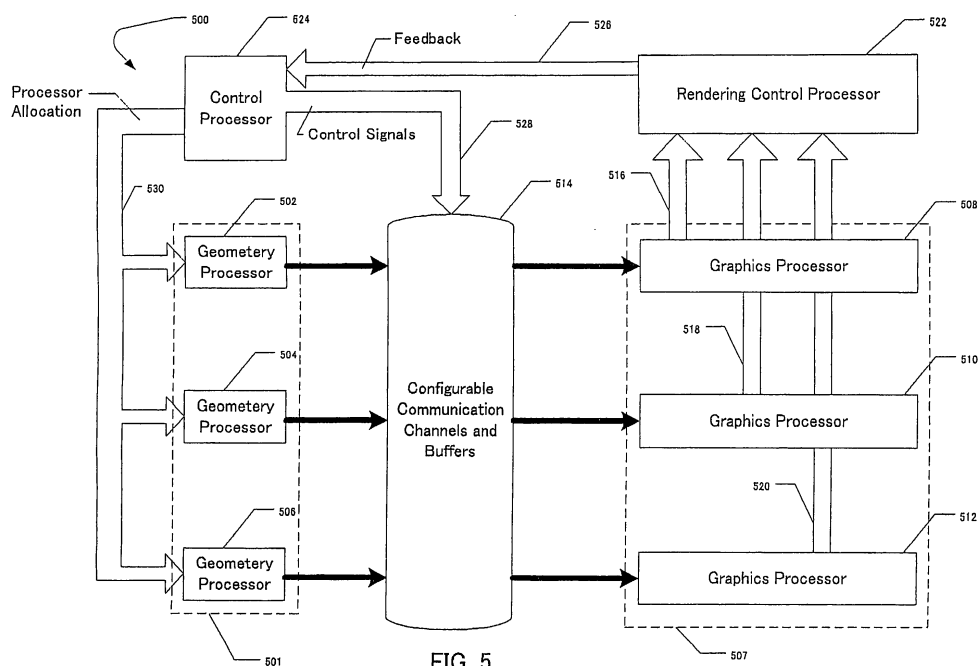 500
524
526
522
Feedback
Processor
Allocation
Control
Processor
Control Signals
Rendering Control Processor
528
530
502
514
516
508
Geometery
Processor
Graphics Processor
504
518
510
Geometery
Processor
Configurable
Communication
Channels and
Buffers
Graphics Processor
506
520
512
Geometery
Processor
Graphics Processor
501
507
FIG. 5